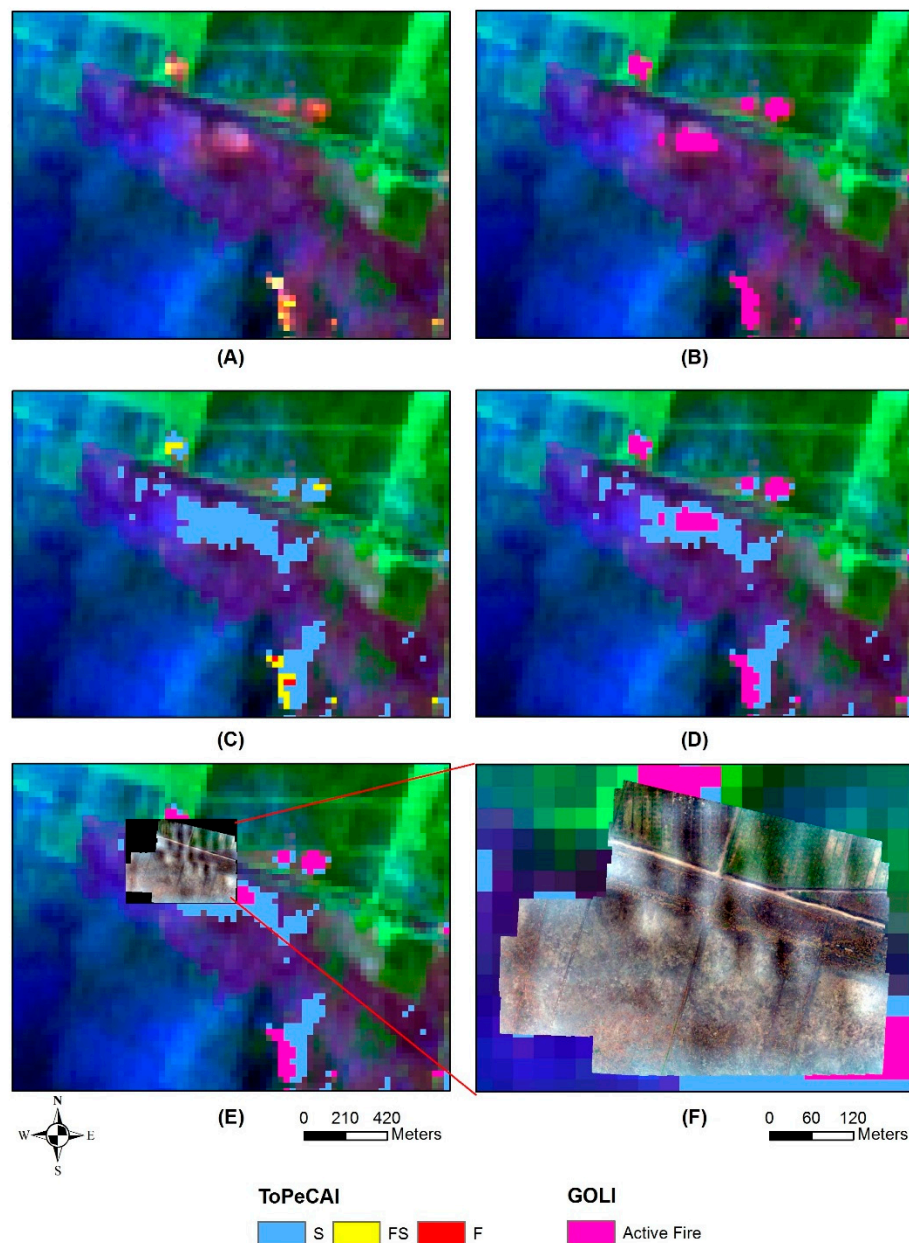 (A)
(B)
(C)
(D)
(E)
(F)
N
W E
S
0 210 420
Meters
0 60 120
Meters
ToPeCAI
S FS F
GOLI
Active Fire